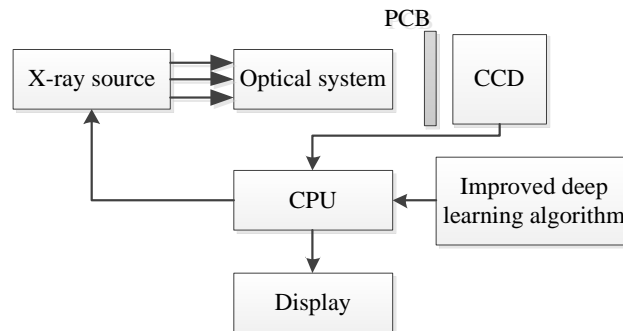 PCB
X-ray source
Optical system
CCD
CPU
Improved deep
learning algorithm
Display